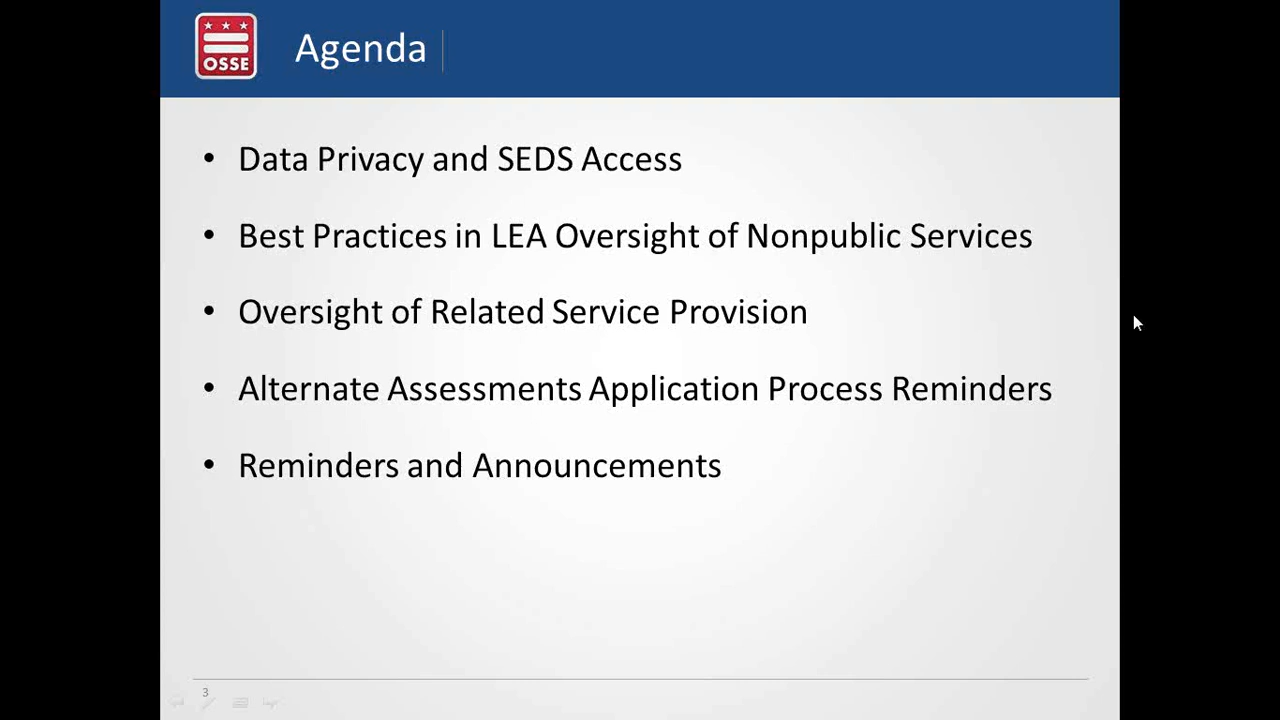 OSSE
Agenda
• Data Privacy and SEDS Access
• Best Practices in LEA Oversight of Nonpublic Services
• Oversight of Related Service Provision
• Alternate Assessments Application Process Reminders
• Reminders and Announcements
3